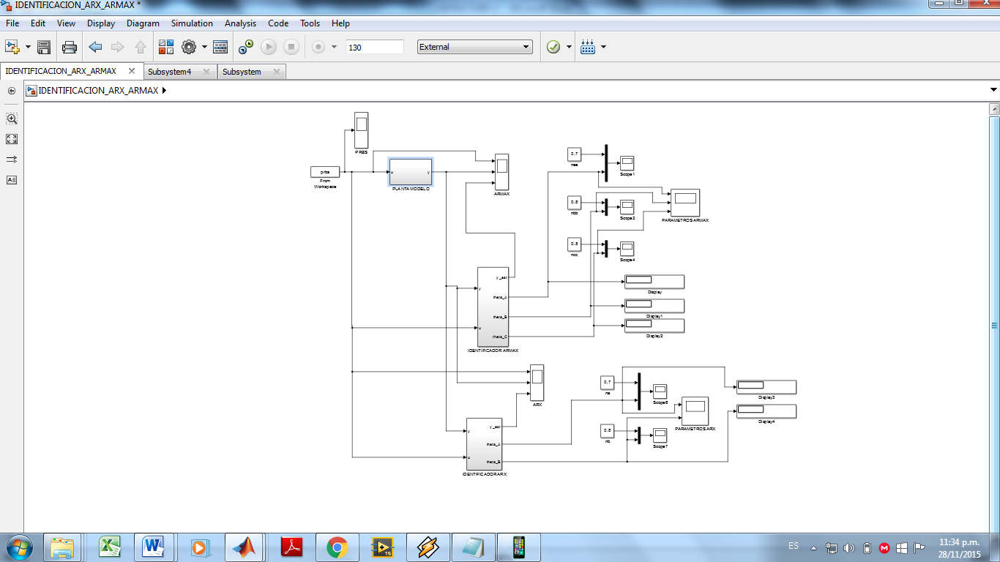 IDENTIFICACION_ARX_ARMAX *
File Edit View Display Diagram Simulation Analysis Code Tools Help
130
External
IDENTIFICACION_ARX_ARMAX
Subsystem4
Subsystem
IDENTIFICACION_ARX_ARMAX
PRBS
prbs
From
Workspace
u
y
PLANTA MODELO
ARMAX
0.7
naa
Scope1
0.8
nbb
Scope2
PARAMETROS ARMAX
0.5
ncc
Scope4
y_est
y
theta_A
theta_B
u
theta_C
IDENTIFICADOR ARMAX
Display
Display1
Display2
ARX
0.7
na
Scope6
0.8
nb
Scope7
PARAMETROS ARX
Display3
Display4
y_est
y
theta_A
u
theta_B
IDENTIFICADOR ARX
ES
11:34 p.m.
28/11/2015